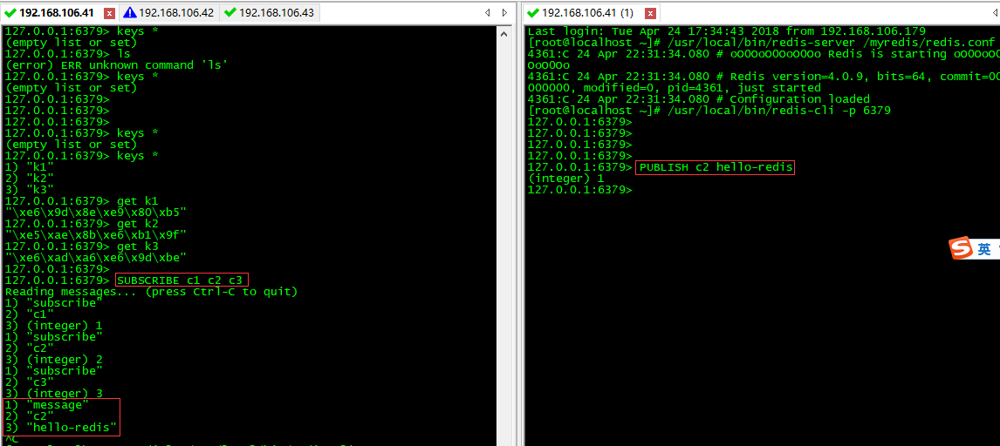 192.168.106.41
192.168.106.42
192.168.106.43
127.0.0.1:6379> keys *
(empty list or set)
127.0.0.1:6379> ls
(error) ERR unknown command 'ls'
127.0.0.1:6379> keys *
(empty list or set)
127.0.0.1:6379>
127.0.0.1:6379>
127.0.0.1:6379>
127.0.0.1:6379> keys *
(empty list or set)
127.0.0.1:6379> keys *
1) "k1"
2) "k2"
3) "k3"
127.0.0.1:6379> get k1
"\xe6\x9d\x8e\xe9\x80\xb5"
127.0.0.1:6379> get k2
"\xe5\xae\x8b\xe6\xb1\x9f"
127.0.0.1:6379> get k3
"\xe6\xad\xa6\xe6\x9d\xbe"
127.0.0.1:6379>
127.0.0.1:6379> SUBSCRIBE c1 c2 c3
Reading messages... (press Ctrl-C to quit)
1) "subscribe"
2) "c1"
3) (integer) 1
1) "subscribe"
2) "c2"
3) (integer) 2
1) "subscribe"
2) "c3"
3) (integer) 3
1) "message"
2) "c2"
3) "hello-redis"
^C
192.168.106.41 (1)
Last login: Tue Apr 24 17:34:43 2018 from 192.168.106.179
[root@localhost ~]# /usr/local/bin/redis-server /myredis/redis.conf
4361:C 24 Apr 22:31:34.080 # oO0OoO0OoO0Oo Redis is starting oO0OoO0
OoO0Oo
4361:C 24 Apr 22:31:34.080 # Redis version=4.0.9, bits=64, commit=00
000000, modified=0, pid=4361, just started
4361:C 24 Apr 22:31:34.080 # Configuration loaded
[root@localhost ~]# /usr/local/bin/redis-cli -p 6379
127.0.0.1:6379>
127.0.0.1:6379>
127.0.0.1:6379>
127.0.0.1:6379>
127.0.0.1:6379> PUBLISH c2 hello-redis
(integer) 1
127.0.0.1:6379>
英